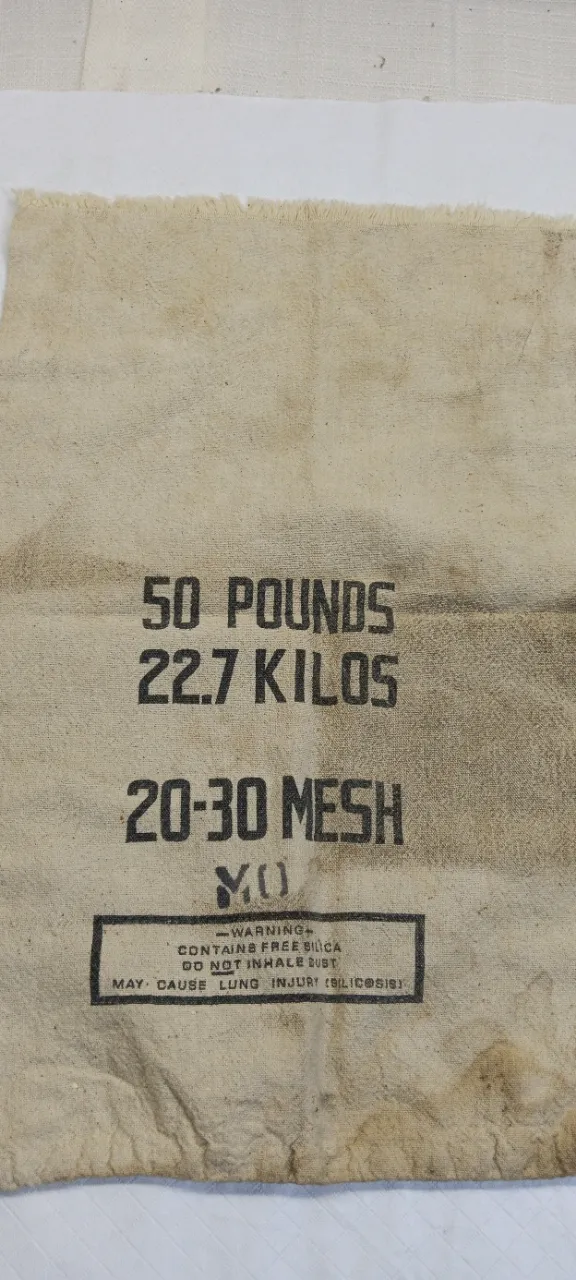 50 POUNDS
22.7 KILOS
20-30 MESH
MO
—WARNING—
CONTAINS FREE SILICA
DO NOT INHALE DUST
MAY CAUSE LUNG INJURY (SILICOSIS)